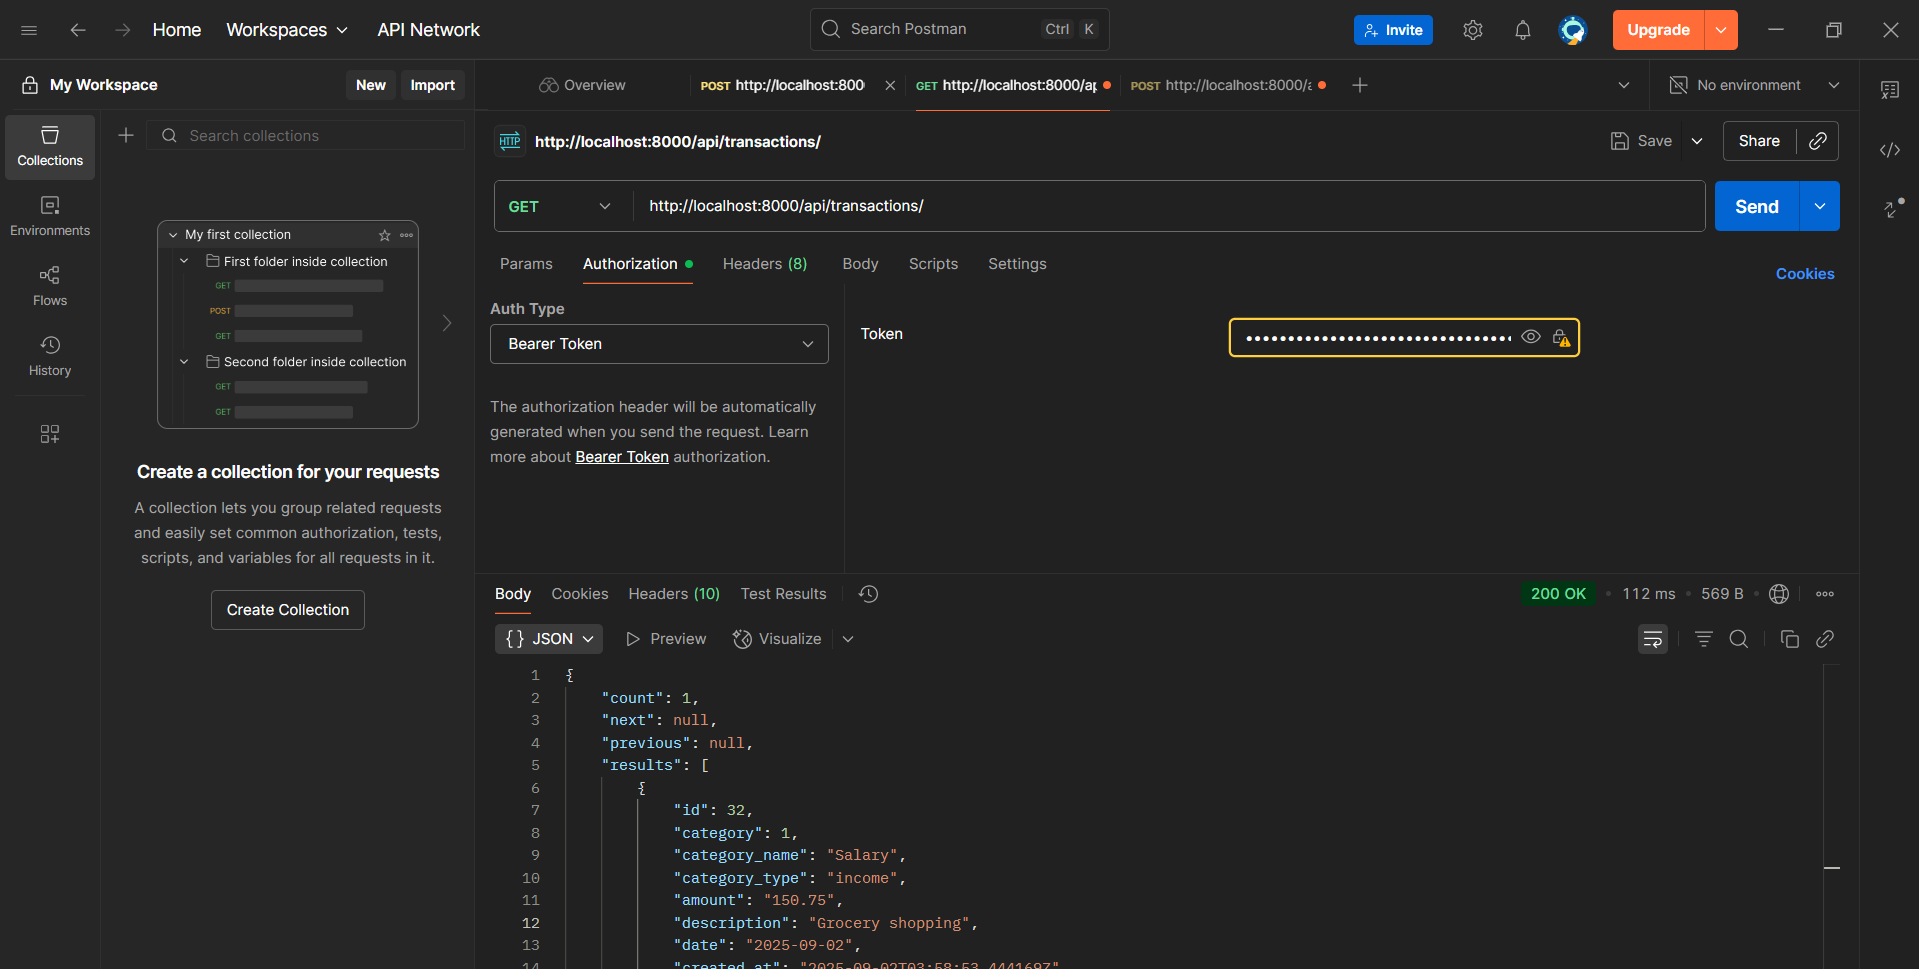 Home
Workspaces
API Network
Search Postman
Ctrl
K
Invite
Upgrade
My Workspace
New
Import
Overview
POST http://localhost:800
GET http://localhost:8000/ap
POST http://localhost:8000/a
No environment
Collections
Environments
Flows
History
Search collections
My first collection
First folder inside collection
GET
POST
GET
Second folder inside collection
GET
GET
Create a collection for your requests
A collection lets you group related requests
and easily set common authorization, tests,
scripts, and variables for all requests in it.
Create Collection
HTTP
http://localhost:8000/api/transactions/
Save
Share
GET
http://localhost:8000/api/transactions/
Send
Params
Authorization
Headers (8)
Body
Scripts
Settings
Cookies
Auth Type
Bearer Token
The authorization header will be automatically
generated when you send the request. Learn
more about Bearer Token authorization.
Token
Body
Cookies
Headers (10)
Test Results
200 OK
112 ms
569 B
{} JSON
Preview
Visualize
1 {
2 "count": 1,
3 "next": null,
4 "previous": null,
5 "results": [
6 {
7 "id": 32,
8 "category": 1,
9 "category_name": "Salary",
10 "category_type": "income",
11 "amount": "150.75",
12 "description": "Grocery shopping",
13 "date": "2025-09-02",
14 "created_at": "2025-09-02T03:58:53.444169Z"